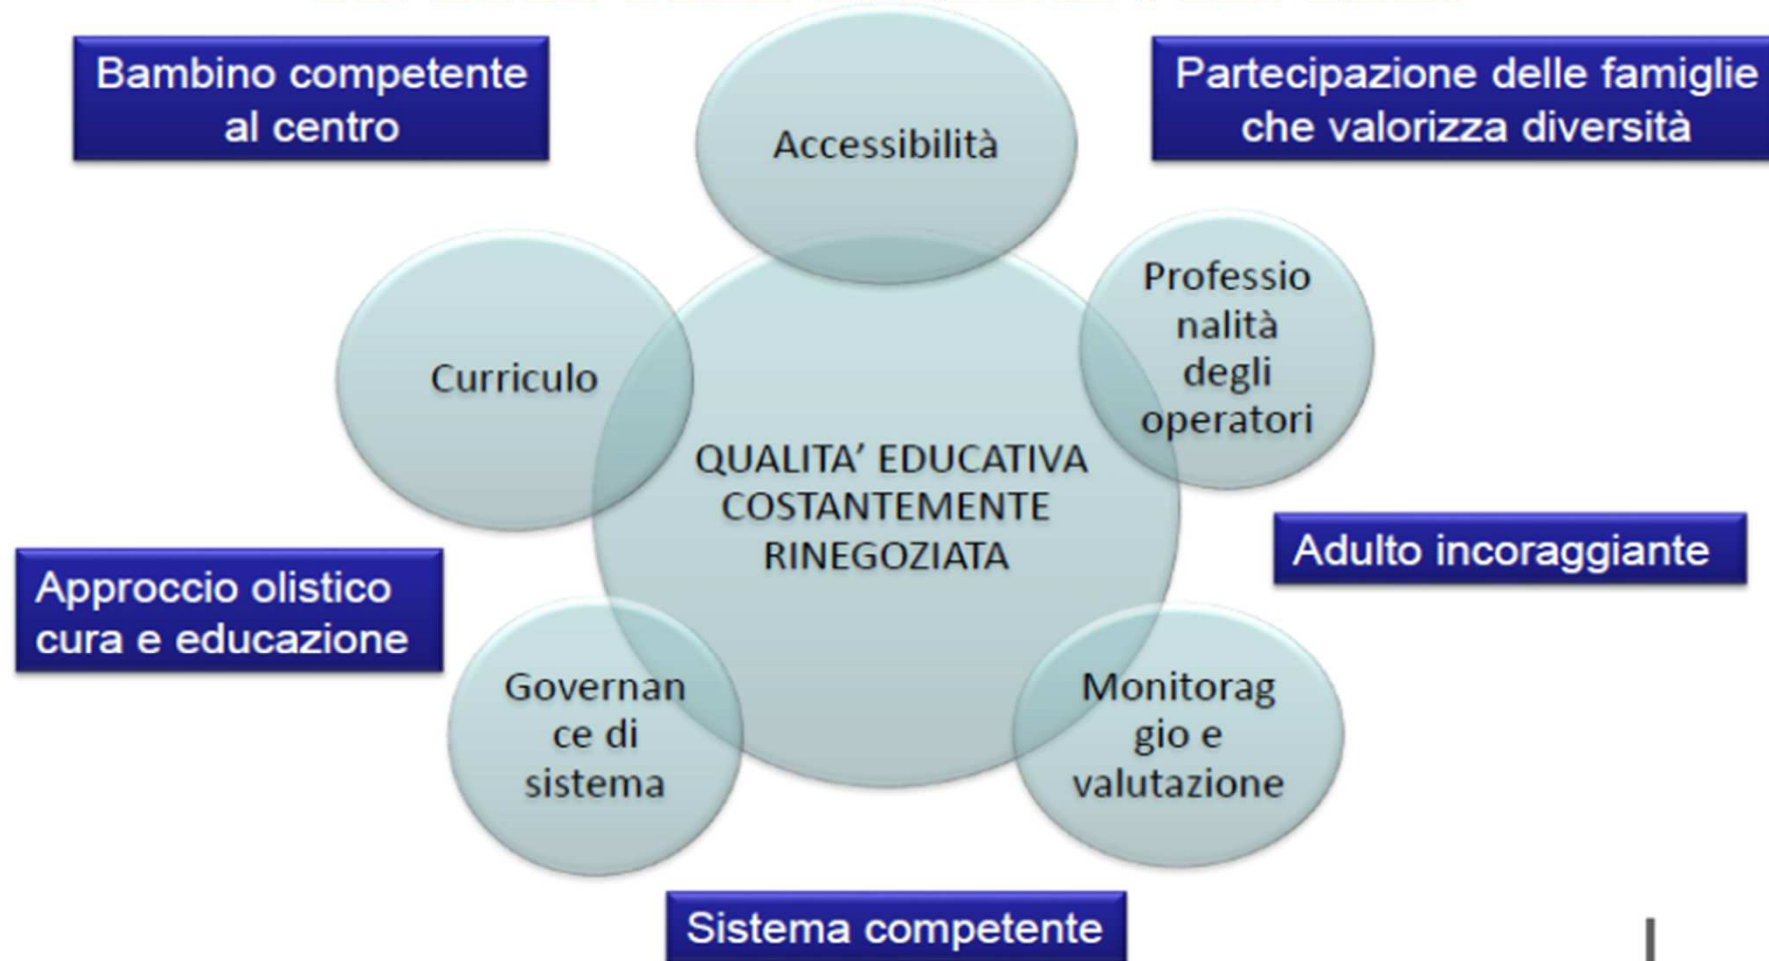 Bambino competente
al centro
Accessibilità
Partecipazione delle famiglie
che valorizza diversità
Curriculo
Professio
nalità
degli
operatori
QUALITA’ EDUCATIVA
COSTANTEMENTE
RINEGOZIATA
Approccio olistico
cura e educazione
Adulto incoraggiante
Governan
ce di
sistema
Monitorag
gio e
valutazione
Sistema competente